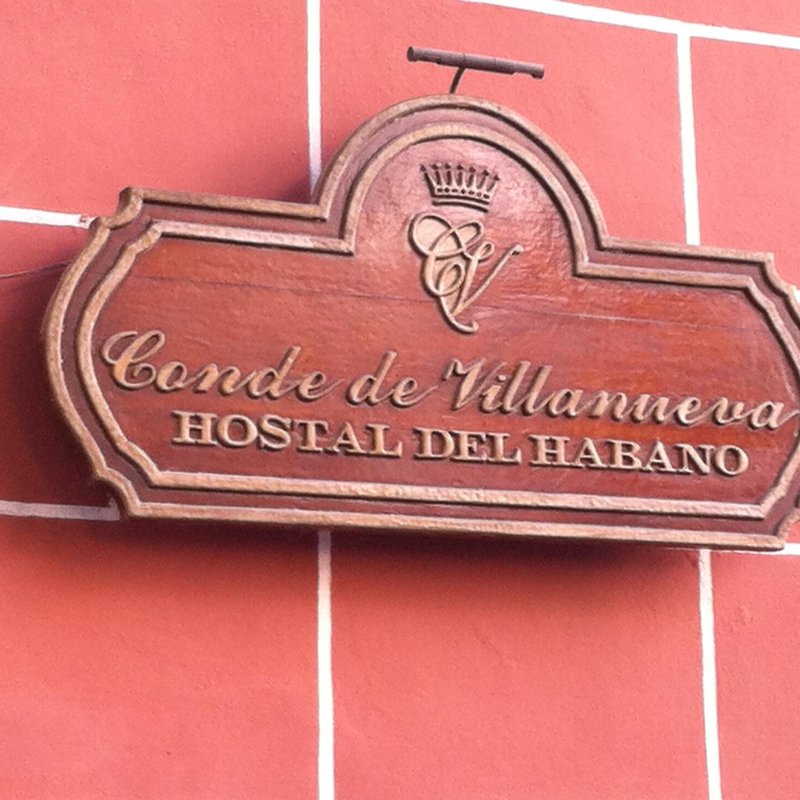 CV
Conde de Villanueva
HOSTAL DEL HABANO